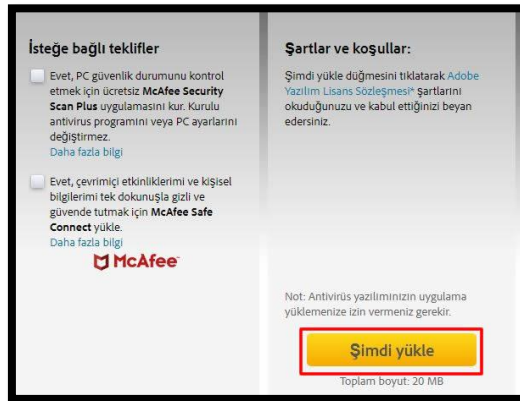 İsteğe bağlı teklifler
Evet, PC güvenlik durumunu kontrol
etmek için ücretsiz McAfee Security
Scan Plus uygulamasını kur. Kurulu
antivirus programını veya PC ayarlarını
değiştirmez.
Daha fazla bilgi
Evet, çevrimiçi etkinliklerimi ve kişisel
bilgilerimi tek dokunuşla gizli ve
güvende tutmak için McAfee Safe
Connect yükle.
Daha fazla bilgi
McAfee
Şartlar ve koşullar:
Şimdi yükle düğmesini tıklatarak Adobe
Yazılım Lisans Sözleşmesi* şartlarını
okuduğunuzu ve kabul ettiğinizi beyan
edersiniz.
Not: Antivirüs yazılımınızın uygulama
yüklemenize izin vermeniz gerekir.
Şimdi yükle
Toplam boyut: 20 MB